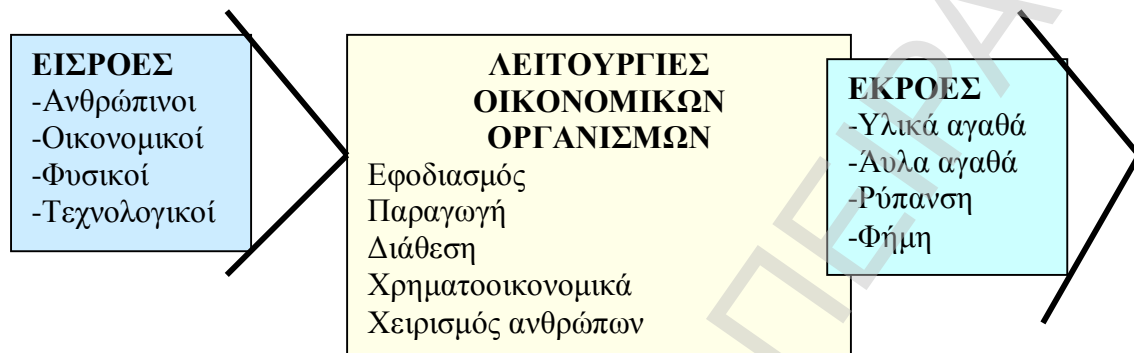 ΕΙΣΡΟΕΣ
-Ανθρώπινοι
-Οικονομικοί
-Φυσικοί
-Τεχνολογικοί
ΛΕΙΤΟΥΡΓΙΕΣ
ΟΙΚΟΝΟΜΙΚΩΝ
ΟΡΓΑΝΙΣΜΩΝ
Εφοδιασμός
Παραγωγή
Διάθεση
Χρηματοοικονομικά
Χειρισμός ανθρώπων
ΕΚΡΟΕΣ
-Υλικά αγαθά
-Άυλα αγαθά
-Ρύπανση
-Φήμη